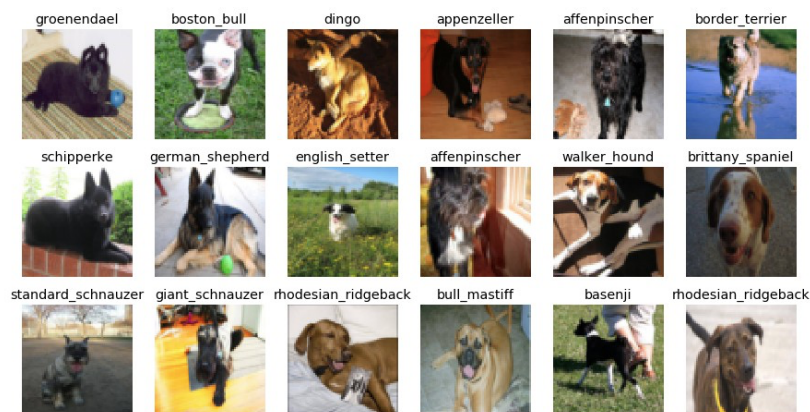 groenendael boston_bull dingo appenzeller affenpinscher border_terrier
schipperke german_shepherd english_setter affenpinscher walker_hound brittany_spaniel
standard_schnauzer giant_schnauzer rhodesian_ridgeback bull_mastiff basenji rhodesian_ridgeback